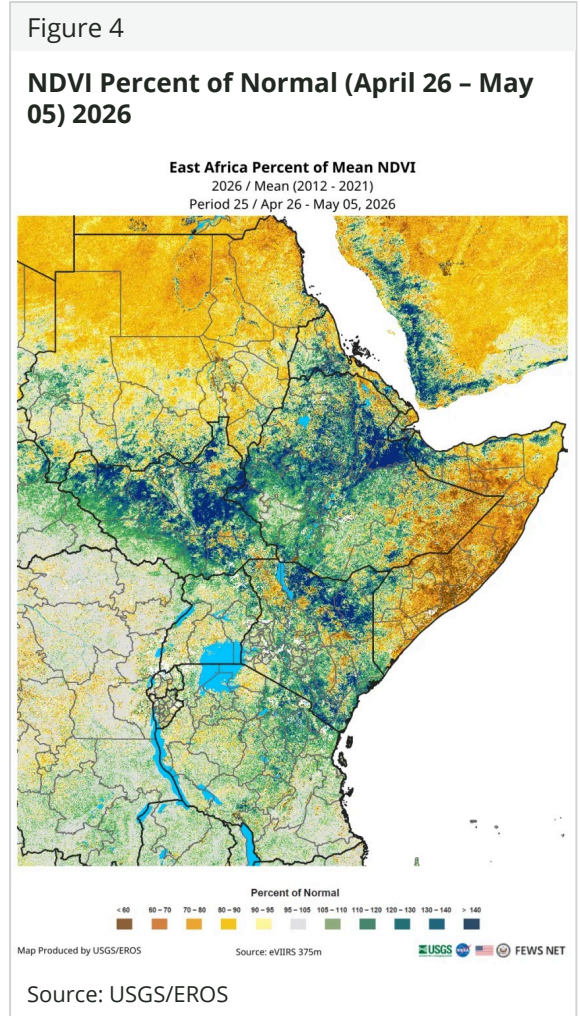 Figure 4
NDVI Percent of Normal (April 26 – May
05) 2026
East Africa Percent of Mean NDVI
2026 / Mean (2012 - 2021)
Period 25 / Apr 26 - May 05, 2026
Percent of Normal
< 60 60 – 70 70 – 80 80 – 90 90 – 95 95 – 105 105 – 110 110 – 120 120 – 130 130 – 140 > 140
Map Produced by USGS/EROS Source: eVIIRS 375m USGS NASA FEWS NET
Source: USGS/EROS